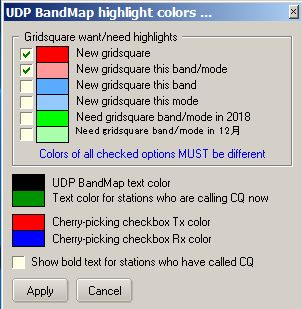 UDP BandMap highlight colors ...
Gridsquare want/need highlights
New gridsquare
New gridsquare this band/mode
New gridsquare this band
New gridsquare this mode
Need gridsquare band/mode in 2018
Need gridsquare band/mode in 12月
Colors of all checked options MUST be different
UDP BandMap text color
Text color for stations who are calling CQ now
Cherry-picking checkbox Tx color
Cherry-picking checkbox Rx color
Show bold text for stations who have called CQ
Apply Cancel